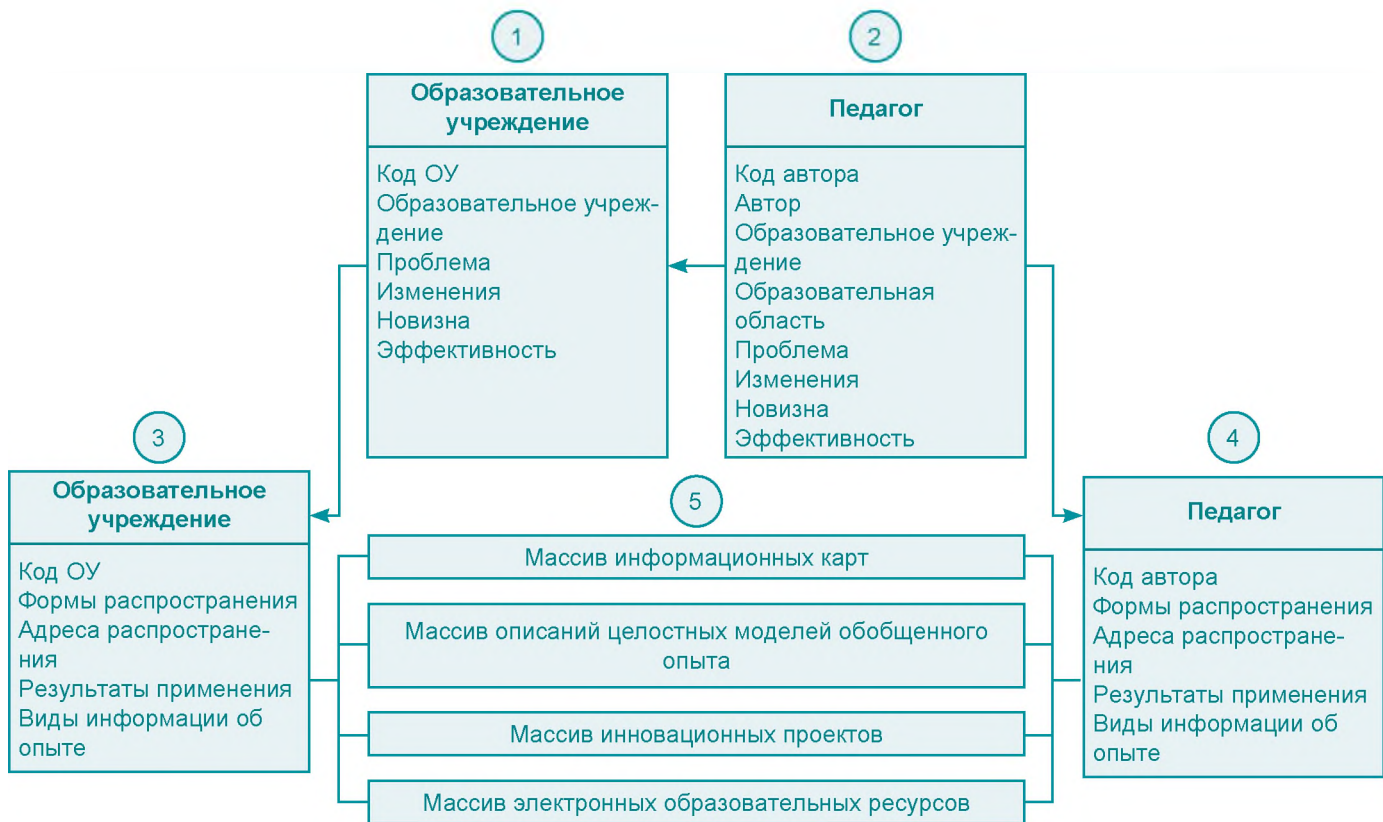 1
Образовательное
учреждение
Код ОУ
Образовательное учреж-
дение
Проблема
Изменения
Новизна
Эффективность
2
Педагог
Код автора
Автор
Образовательное учреж-
дение
Образовательная
область
Проблема
Изменения
Новизна
Эффективность
3
Образовательное
учреждение
Код ОУ
Формы распространения
Адреса распростране-
ния
Результаты применения
Виды информации об
опыте
5
Массив информационных карт
Массив описаний целостных моделей обобщенного
опыта
Массив инновационных проектов
Массив электронных образовательных ресурсов
4
Педагог
Код автора
Формы распространения
Адреса распростране-
ния
Результаты применения
Виды информации об
опыте